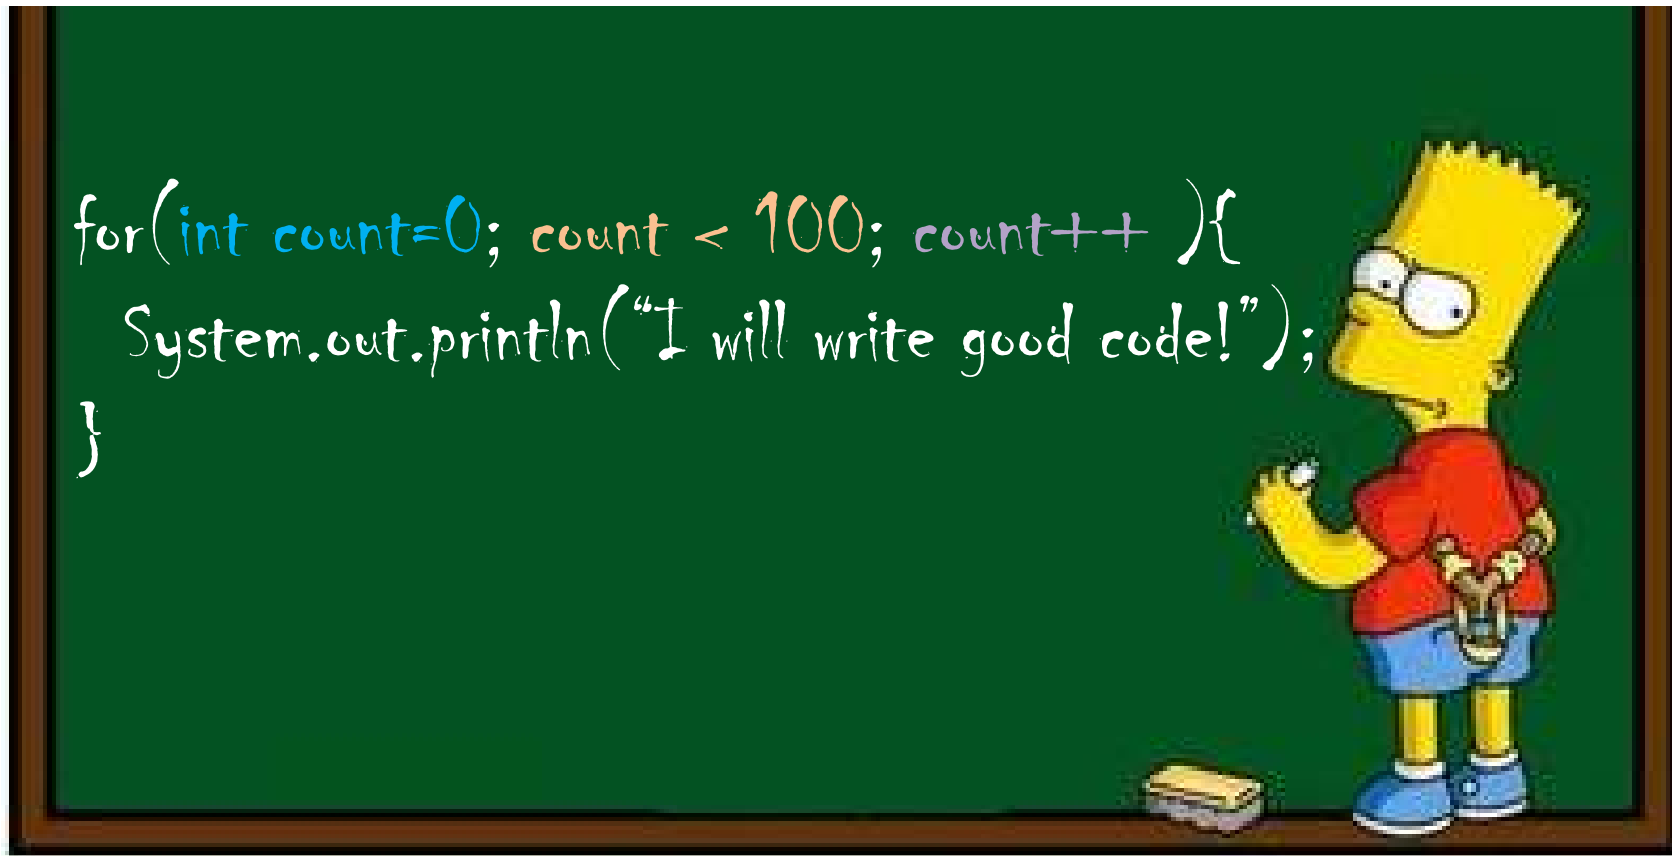 for(int count=0; count < 100; count++ ){
System.out.println(“I will write good code!”);
}